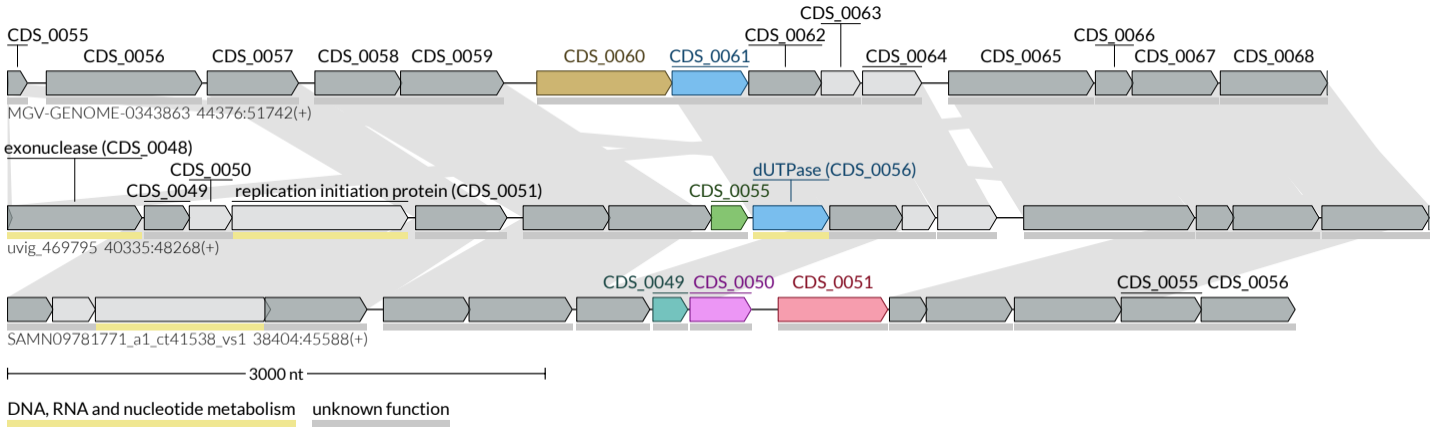 CDS_0063
CDS_0055 CDS_0062 CDS_0066
CDS_0056 CDS_0057 CDS_0058 CDS_0059 CDS_0060 CDS_0061 CDS_0064 CDS_0065 CDS_0067 CDS_0068
MGV-GENOME-0343863 44376:51742(+)
exonuclease (CDS_0048)
CDS_0050 dUTPase (CDS_0056)
CDS_0049 replication initiation protein (CDS_0051) CDS_0055
uvig_469795 40335:48268(+)
CDS_0049 CDS_0050 CDS_0051 CDS_0055 CDS_0056
SAMN09781771_a1_ct41538_vs1 38404:45588(+)
3000 nt
DNA, RNA and nucleotide metabolism unknown function